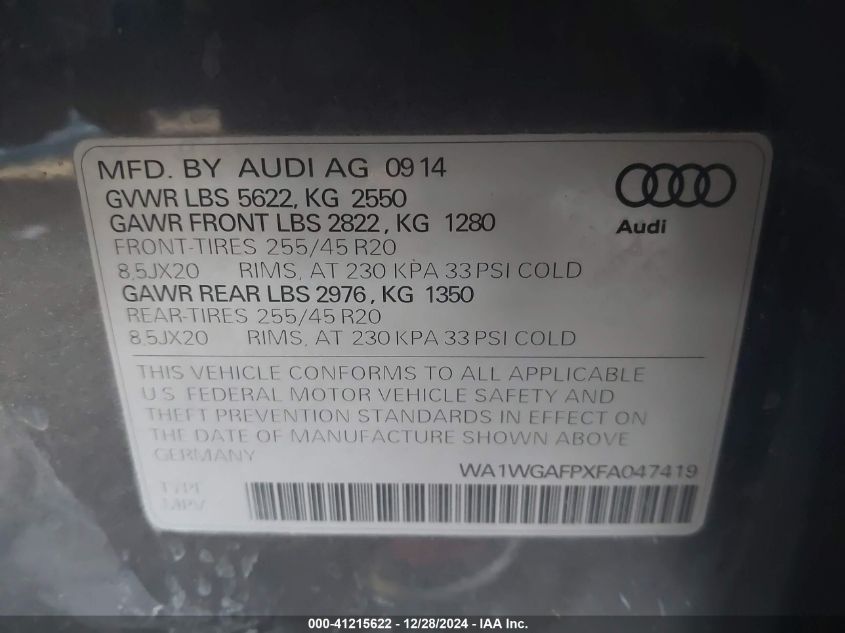 MFD. BY AUDI AG 09 14
GVWR LBS 5622, KG 2550
GAWR FRONT LBS 2822, KG 1280
FRONT-TIRES 255/45 R20
8,5JX20 RIMS, AT 230 KPA 33 PSI COLD
GAWR REAR LBS 2976, KG 1350
REAR-TIRES 255/45 R20
8,5JX20 RIMS, AT 230 KPA 33 PSI COLD
Audi
THIS VEHICLE CONFORMS TO ALL APPLICABLE
U.S. FEDERAL MOTOR VEHICLE SAFETY AND
THEFT PREVENTION STANDARDS IN EFFECT ON
THE DATE OF MANUFACTURE SHOWN ABOVE
GERMANY
WA1WGAFPXFA047419
TYPE
MPV
000-41215622 - 12/28/2024 - IAA Inc.